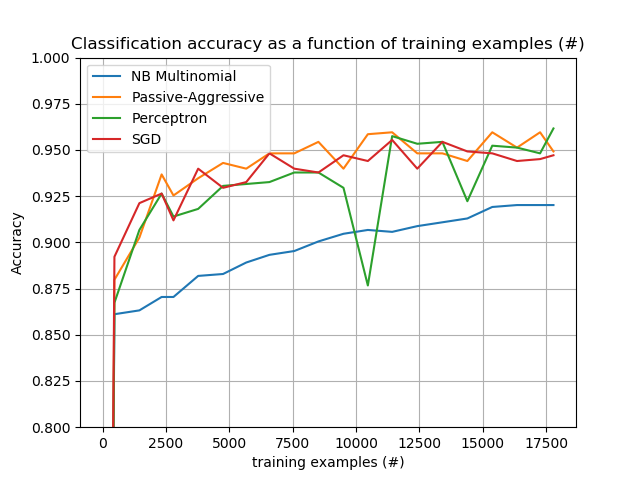 Classification accuracy as a function of training examples (#)
NB Multinomial
Passive-Aggressive
Perceptron
SGD
Accuracy
1.000
0.975
0.950
0.925
0.900
0.875
0.850
0.825
0.800
0 2500 5000 7500 10000 12500 15000 17500
training examples (#)